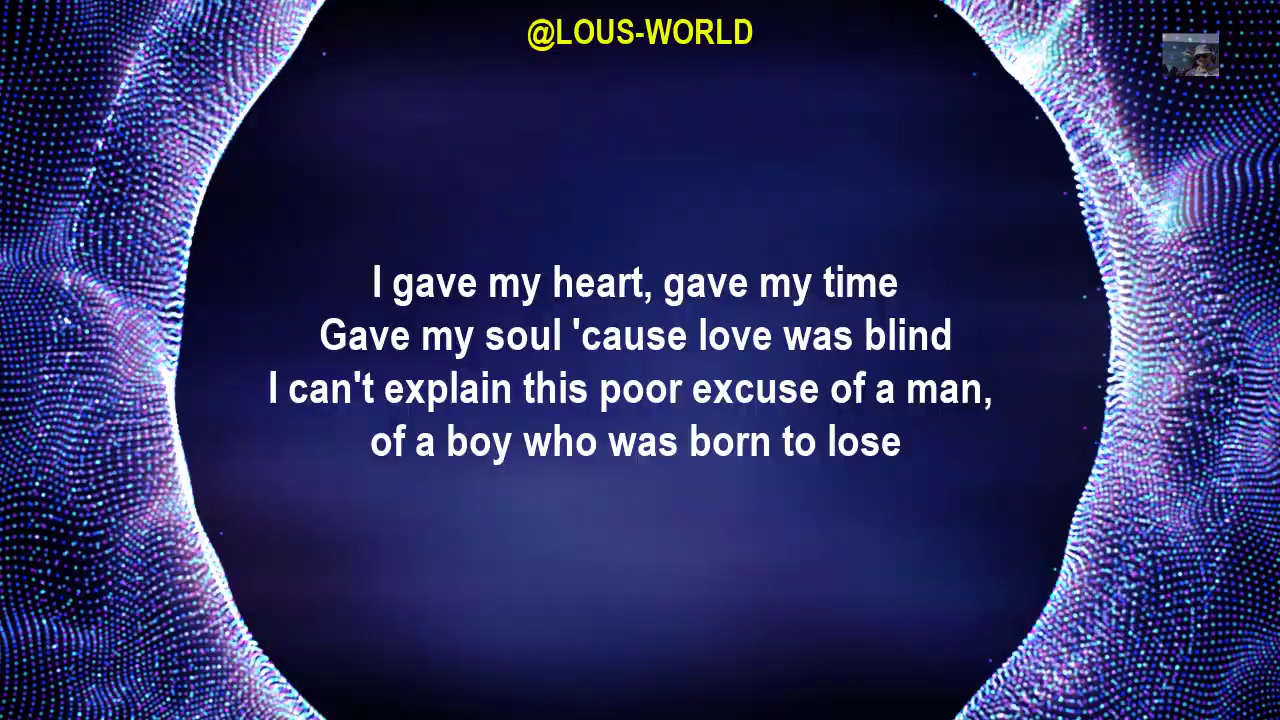 @LOUS-WORLD
I gave my heart, gave my time
Gave my soul 'cause love was blind
I can't explain this poor excuse of a man,
of a boy who was born to lose